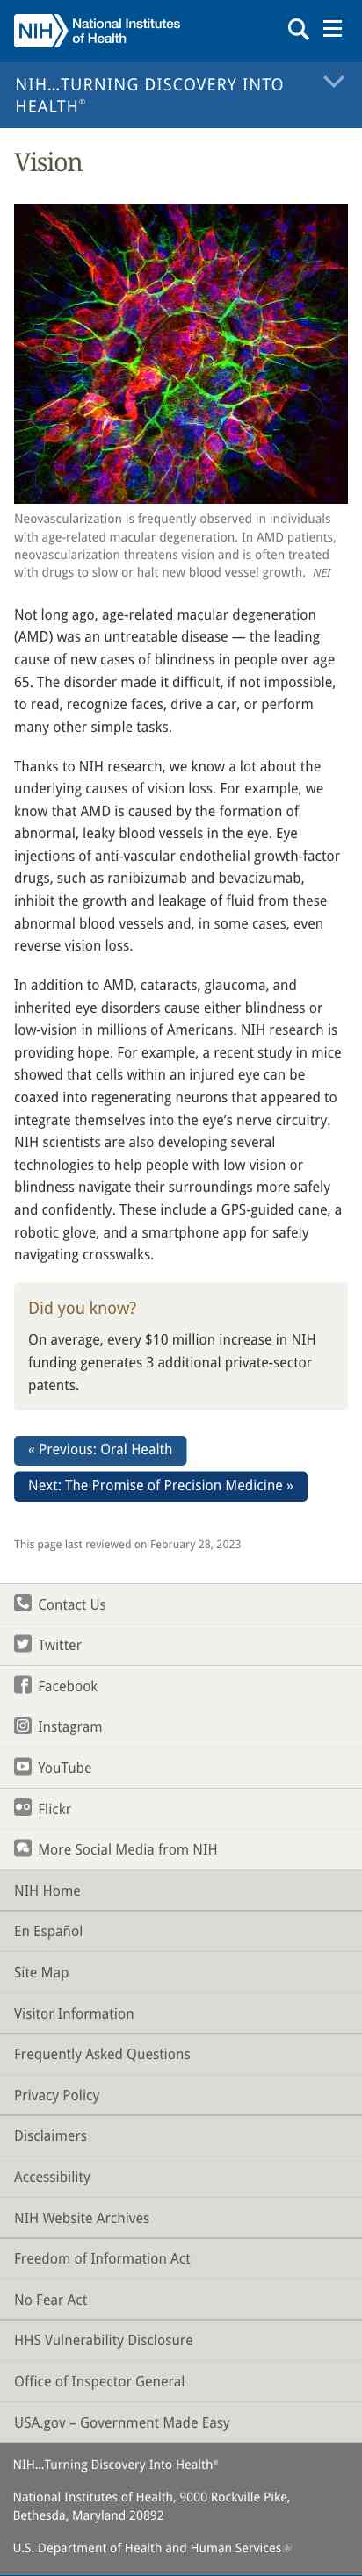 NIH
National Institutes
of Health
NIH...TURNING DISCOVERY INTO
HEALTH®
Vision
Neovascularization is frequently observed in individuals
with age-related macular degeneration. In AMD patients,
neovascularization threatens vision and is often treated
with drugs to slow or halt new blood vessel growth. NEI
Not long ago, age-related macular degeneration
(AMD) was an untreatable disease — the leading
cause of new cases of blindness in people over age
65. The disorder made it difficult, if not impossible,
to read, recognize faces, drive a car, or perform
many other simple tasks.
Thanks to NIH research, we know a lot about the
underlying causes of vision loss. For example, we
know that AMD is caused by the formation of
abnormal, leaky blood vessels in the eye. Eye
injections of anti-vascular endothelial growth-factor
drugs, such as ranibizumab and bevacizumab,
inhibit the growth and leakage of fluid from these
abnormal blood vessels and, in some cases, even
reverse vision loss.
In addition to AMD, cataracts, glaucoma, and
inherited eye disorders cause either blindness or
low-vision in millions of Americans. NIH research is
providing hope. For example, a recent study in mice
showed that cells within an injured eye can be
coaxed into regenerating neurons that appeared to
integrate themselves into the eye’s nerve circuitry.
NIH scientists are also developing several
technologies to help people with low vision or
blindness navigate their surroundings more safely
and confidently. These include a GPS-guided cane, a
robotic glove, and a smartphone app for safely
navigating crosswalks.
Did you know?
On average, every $10 million increase in NIH
funding generates 3 additional private-sector
patents.
« Previous: Oral Health
Next: The Promise of Precision Medicine »
This page last reviewed on February 28, 2023
Contact Us
Twitter
Facebook
Instagram
YouTube
Flickr
More Social Media from NIH
NIH Home
En Español
Site Map
Visitor Information
Frequently Asked Questions
Privacy Policy
Disclaimers
Accessibility
NIH Website Archives
Freedom of Information Act
No Fear Act
HHS Vulnerability Disclosure
Office of Inspector General
USA.gov – Government Made Easy
NIH...Turning Discovery Into Health®
National Institutes of Health, 9000 Rockville Pike,
Bethesda, Maryland 20892
U.S. Department of Health and Human Services